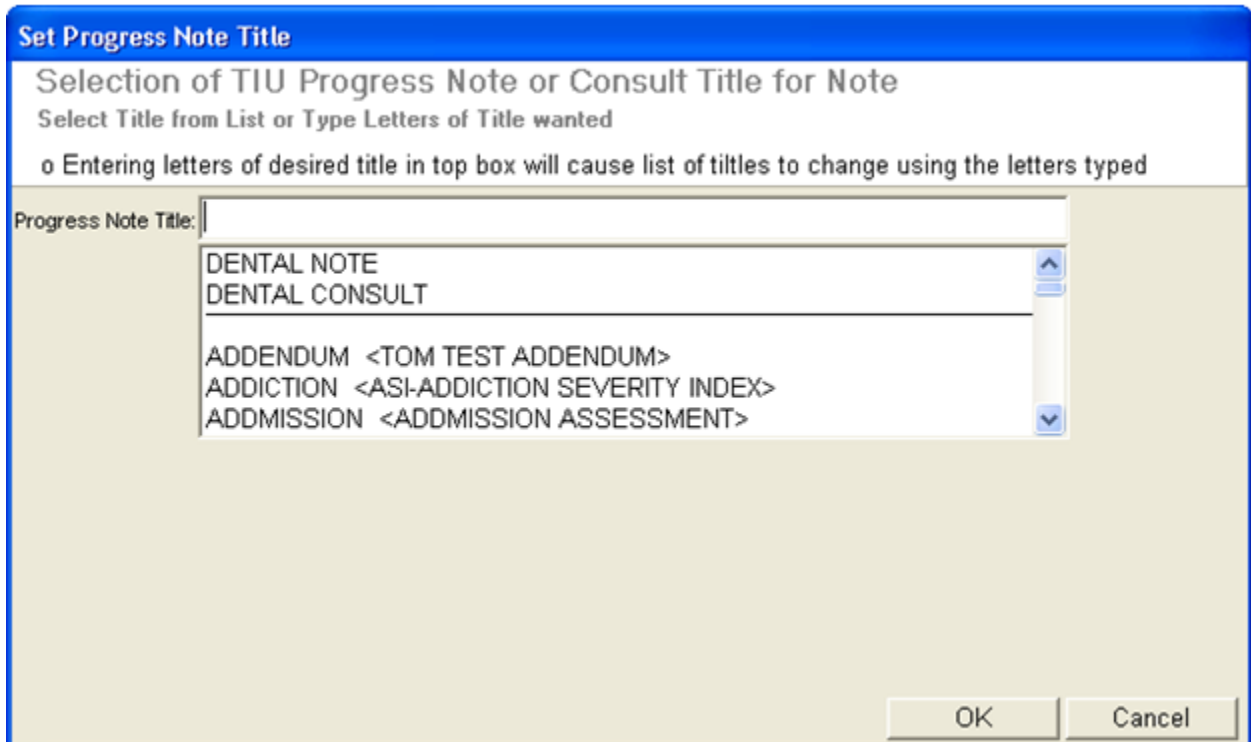 Set Progress Note Title
Selection of TIU Progress Note or Consult Title for Note
Select Title from List or Type Letters of Title wanted
o Entering letters of desired title in top box will cause list of tiltles to change using the letters typed
Progress Note Title:
DENTAL NOTE
DENTAL CONSULT
ADDENDUM <TOM TEST ADDENDUM>
ADDICTION <ASI-ADDICTION SEVERITY INDEX>
ADDMISSION <ADDMISSION ASSESSMENT>
OK Cancel